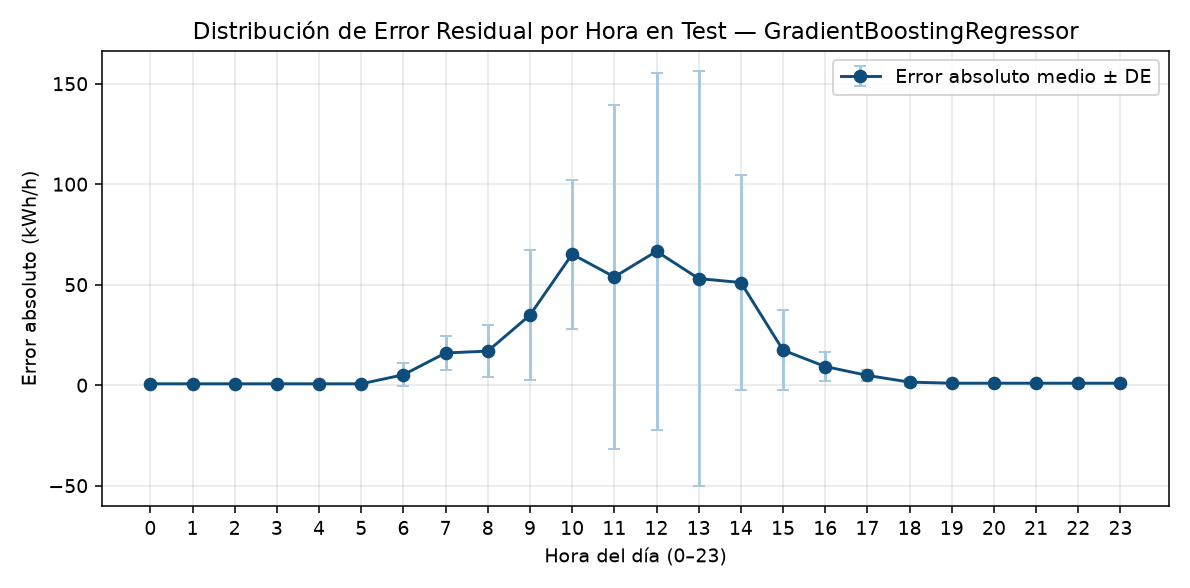 Distribución de Error Residual por Hora en Test — GradientBoostingRegressor
Error absoluto medio ± DE
150
100
50
0
−50
Error absoluto (kWh/h)
0 1 2 3 4 5 6 7 8 9 10 11 12 13 14 15 16 17 18 19 20 21 22 23
Hora del día (0–23)